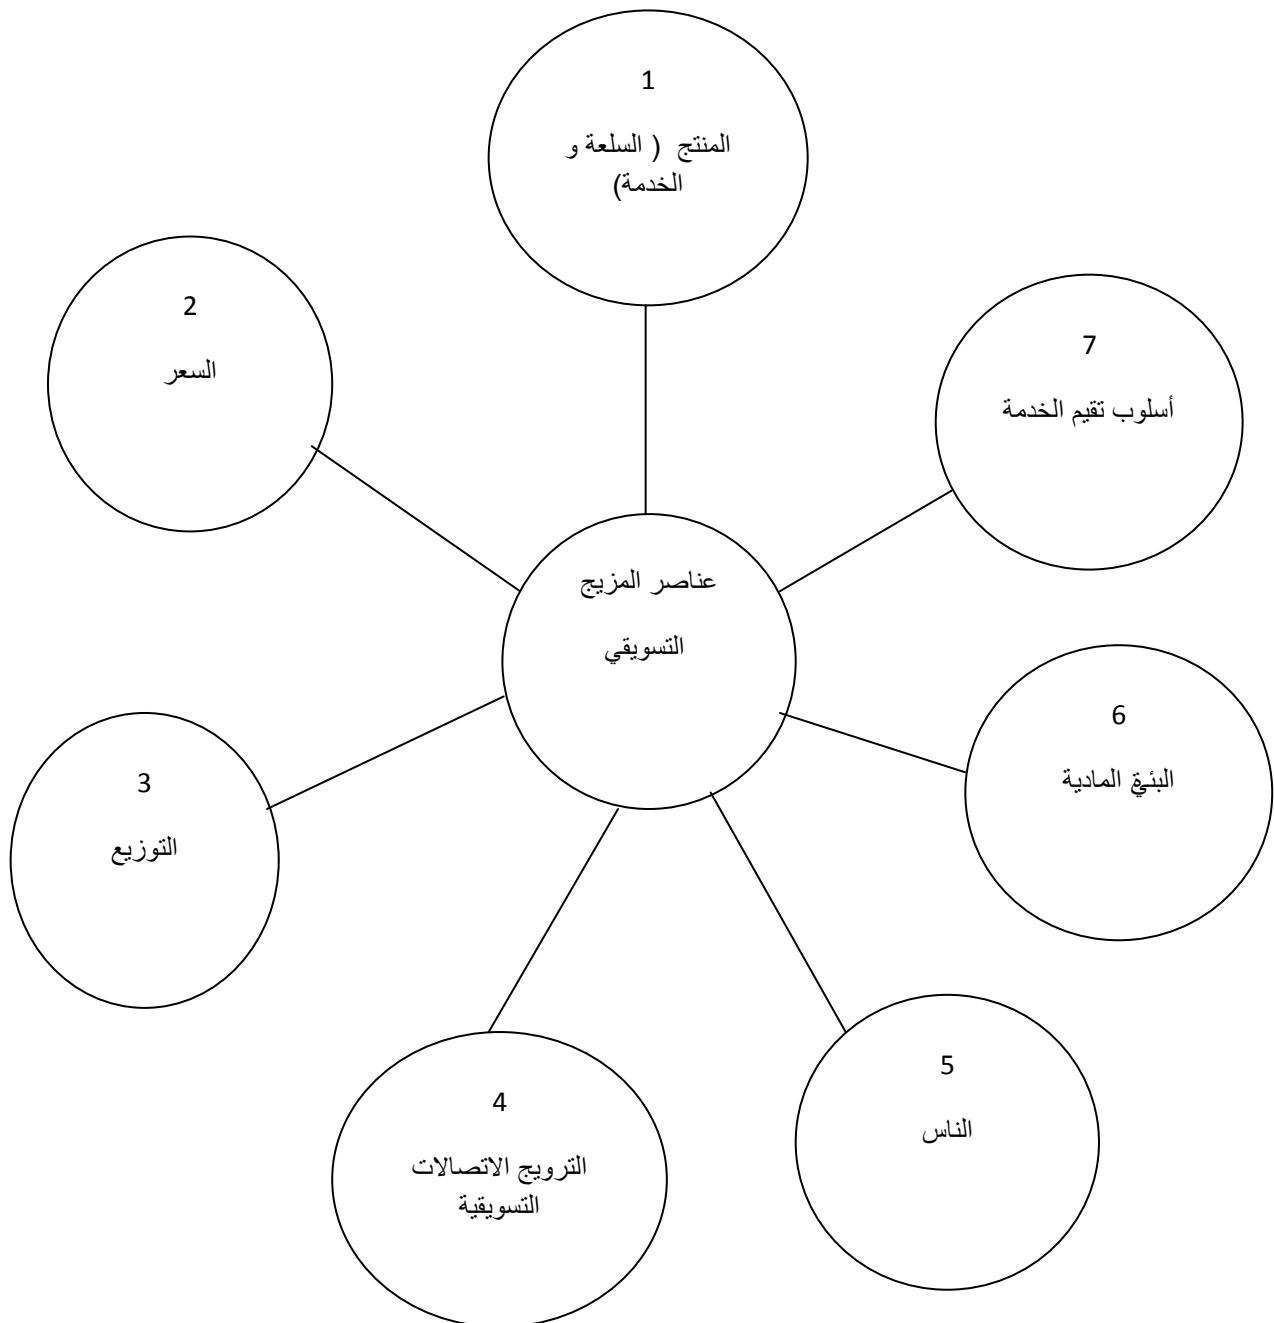 1
المنتج ( السلعة و
الخدمة)
2
السعر
7
أسلوب تقيم الخدمة
عناصر المزيج
التسويقي
6
البئية المادية
3
التوزيع
5
الناس
4
الترويج الاتصالات
التسويقية